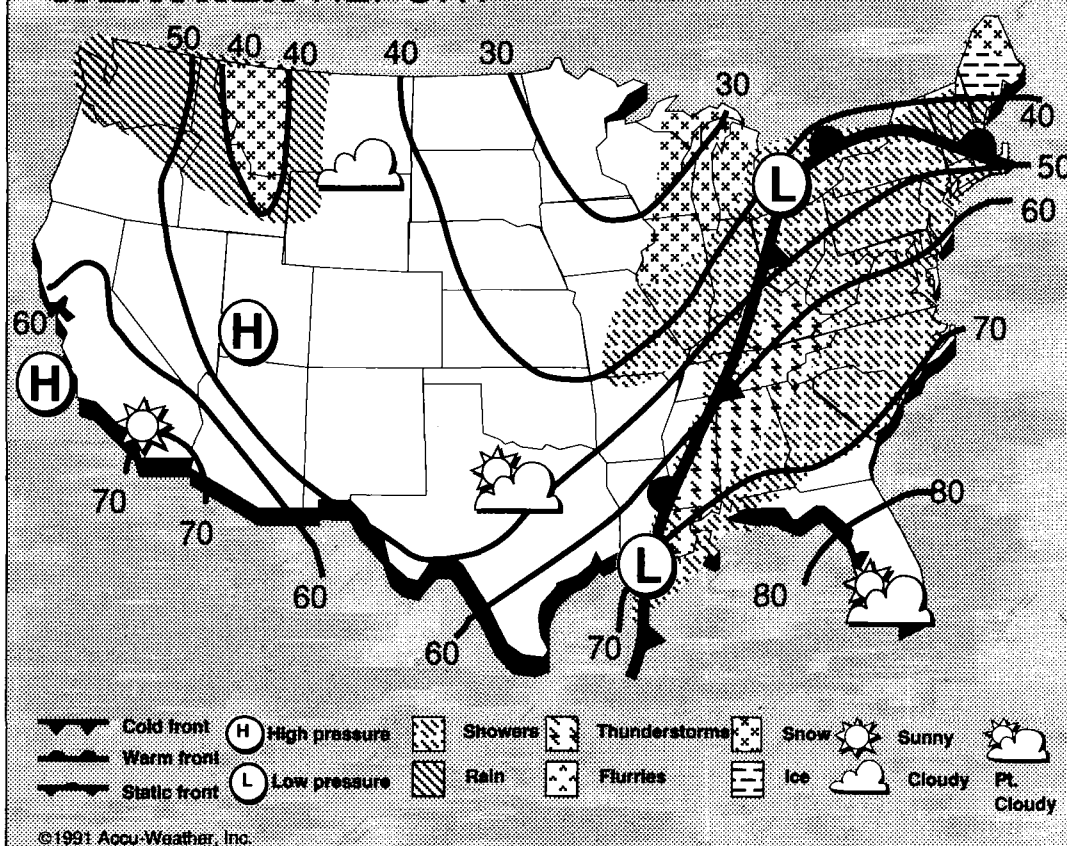 50 40 40 40 30
30
40
50
60
60
H
L
H
70
70
70
80
L
60
60
70
80
Cold front H High pressure Showers Thunderstorms Snow Sunny
Warm front
Static front L Low pressure Rain Flurries Ice Cloudy Pt.
Cloudy
©1991 Accu-Weather, Inc.